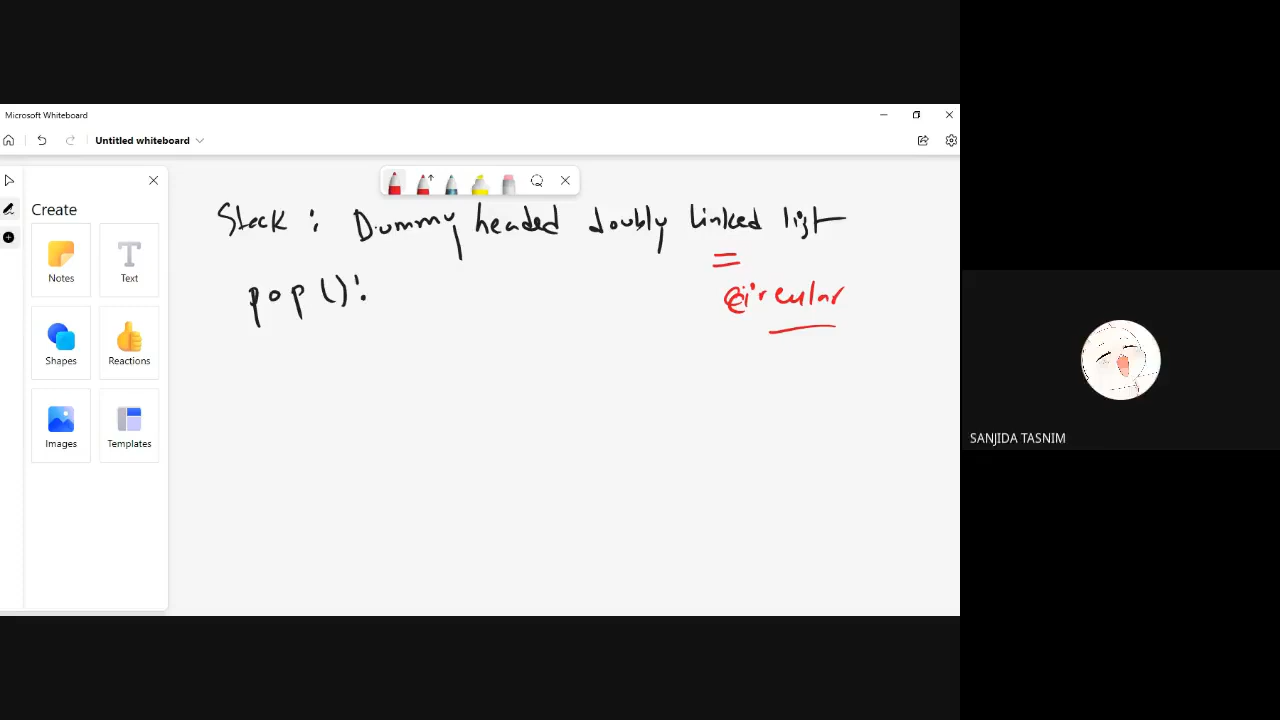 Microsoft Whiteboard
Untitled whiteboard
Create
Notes
Text
Shapes
Reactions
Images
Templates
Stack : Dummy headed doubly linked list
circular
pop():
SANJIDA TASNIM